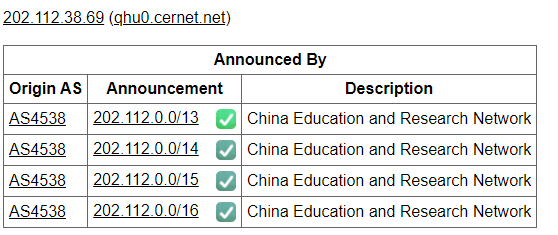 202.112.38.69 (qhu0.cernet.net)
Announced By
Origin AS Announcement Description
AS4538 202.112.0.0/13 China Education and Research Network
AS4538 202.112.0.0/14 China Education and Research Network
AS4538 202.112.0.0/15 China Education and Research Network
AS4538 202.112.0.0/16 China Education and Research Network